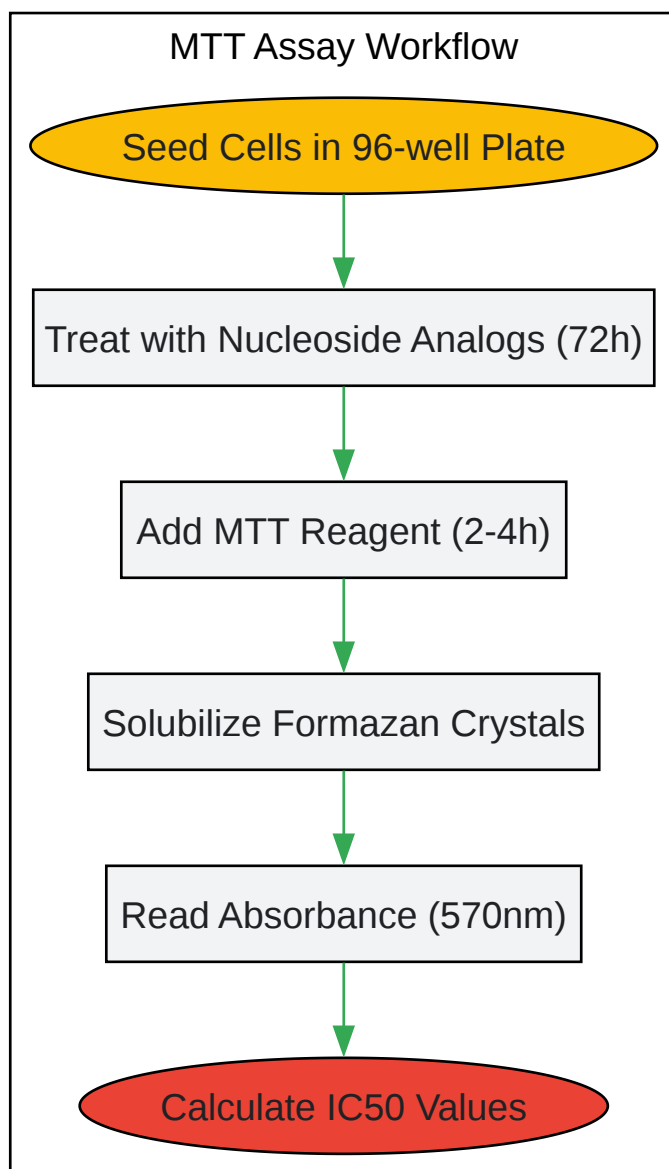 MTT Assay Workflow
Seed Cells in 96-well Plate
Treat with Nucleoside Analogs (72h)
Add MTT Reagent (2-4h)
Solubilize Formazan Crystals
Read Absorbance (570nm)
Calculate IC50 Values